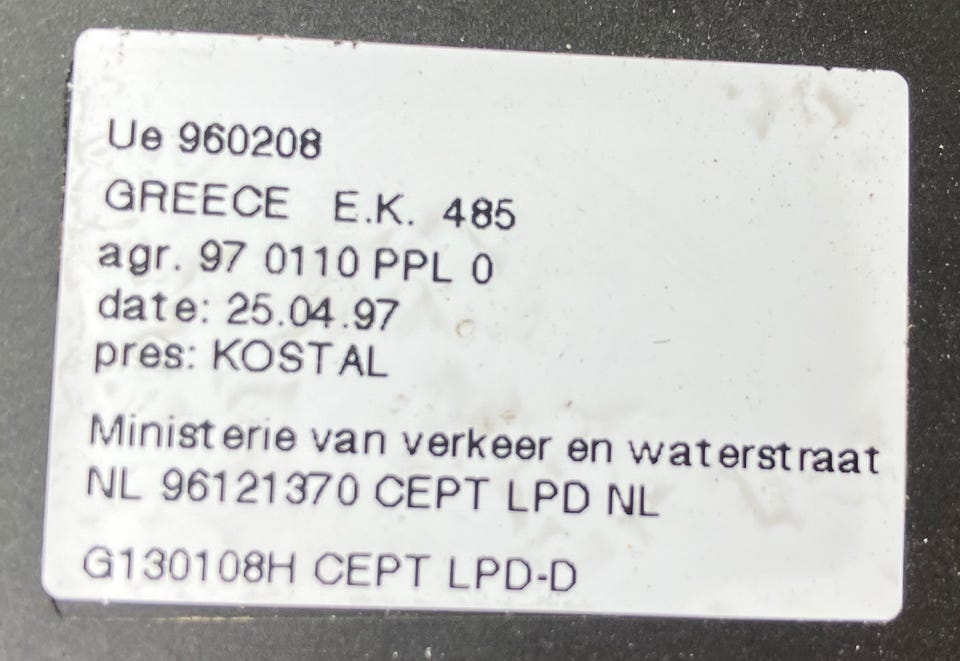 Ue 960208
GREECE E.K. 485
agr. 97 0110 PPL 0
date: 25.04.97
pres: KOSTAL
Ministerie van verkeer en waterstraat
NL 96121370 CEPT LPD NL
G130108H CEPT LPD-D